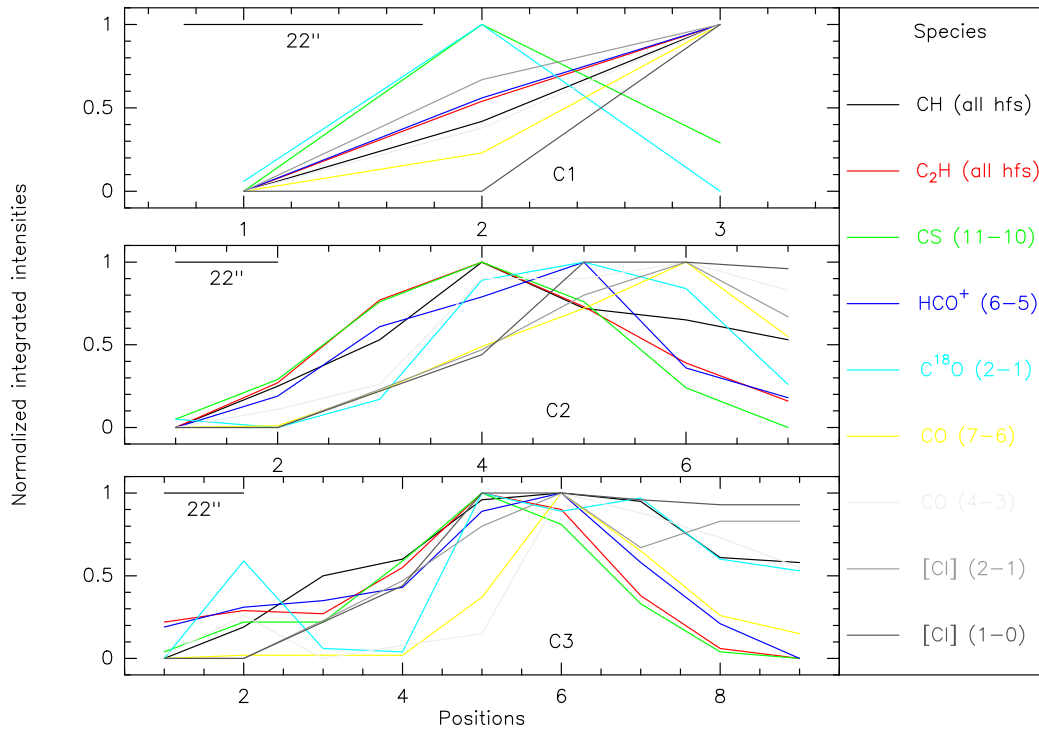 Normalized integrated intensities
1
0.5
0
22"
C1
1
2
3
1
0.5
0
22"
C2
2
4
6
1
0.5
0
22"
C3
2
4
6
8
Positions
Species
CH (all hfs)
C₂H (all hfs)
CS (11−10)
HCO⁺ (6−5)
C¹⁸O (2−1)
CO (7−6)
CO (4−3)
[CI] (2−1)
[CI] (1−0)